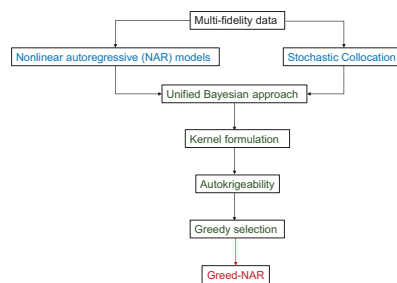 Multi-fidelity data
Nonlinear autoregressive (NAR) models
Stochastic Collocation
Unified Bayesian approach
Kernel formulation
Autokrigeability
Greedy selection
Greed-NAR